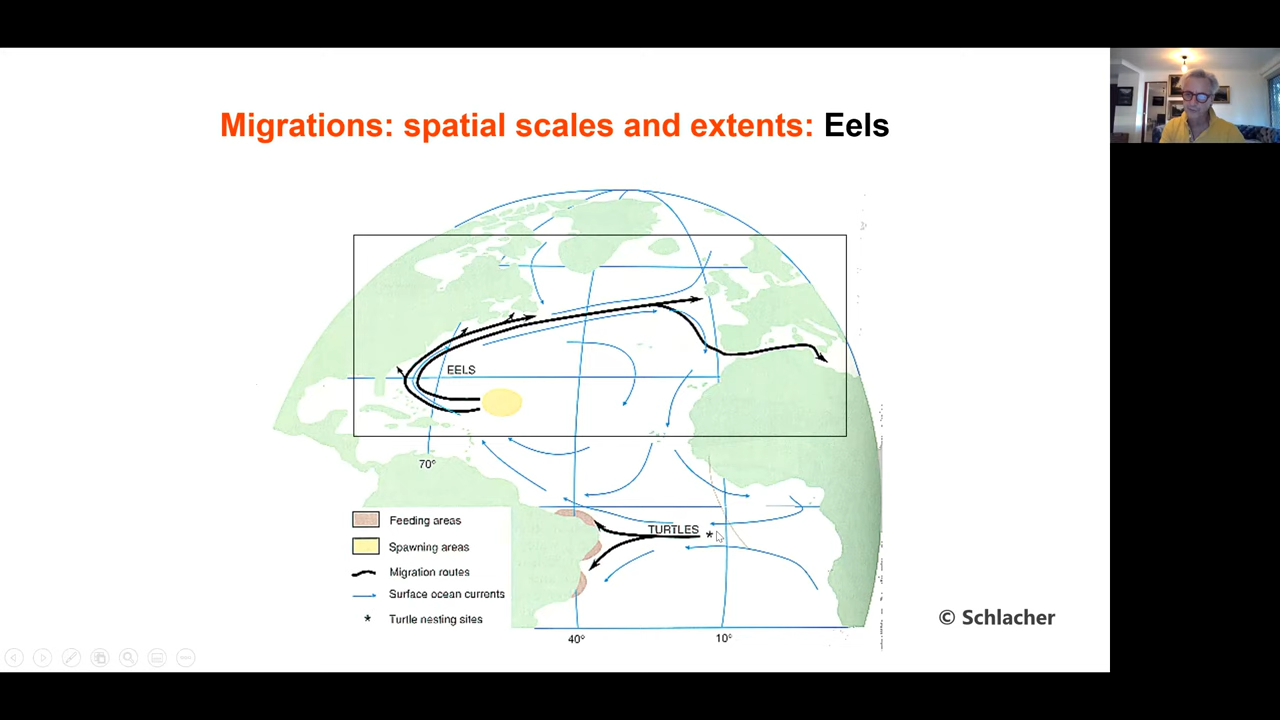 Migrations: spatial scales and extents: Eels
EELS
70°
TURTLES *
Feeding areas
Spawning areas
Migration routes
Surface ocean currents
* Turtle nesting sites
40°
10°
© Schlacher